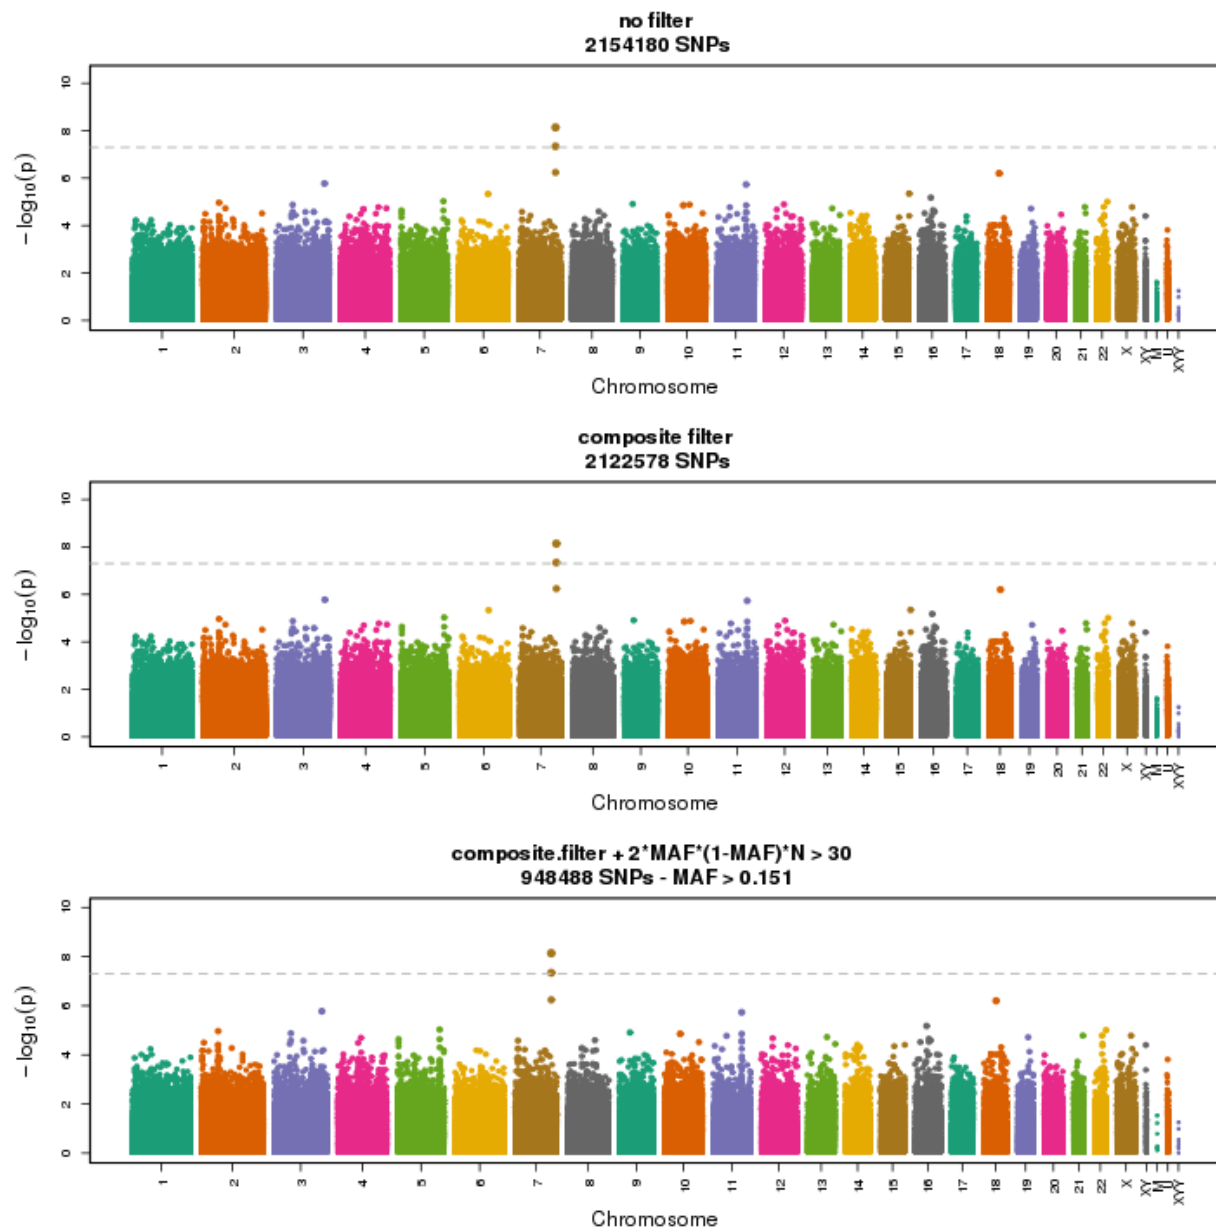 no filter
2154180 SNPs
10
8
6
4
2
0
−log10(p)
1 2 3 4 5 6 7 8 9 10 11 12 13 14 15 16 17 18 19 20 21 22 X XY M U XYY
Chromosome
composite filter
2122578 SNPs
10
8
6
4
2
0
−log10(p)
1 2 3 4 5 6 7 8 9 10 11 12 13 14 15 16 17 18 19 20 21 22 X XY M U XYY
Chromosome
composite.filter + 2*MAF*(1-MAF)*N > 30
948488 SNPs - MAF > 0.151
10
8
6
4
2
0
−log10(p)
1 2 3 4 5 6 7 8 9 10 11 12 13 14 15 16 17 18 19 20 21 22 X XY M U XYY
Chromosome